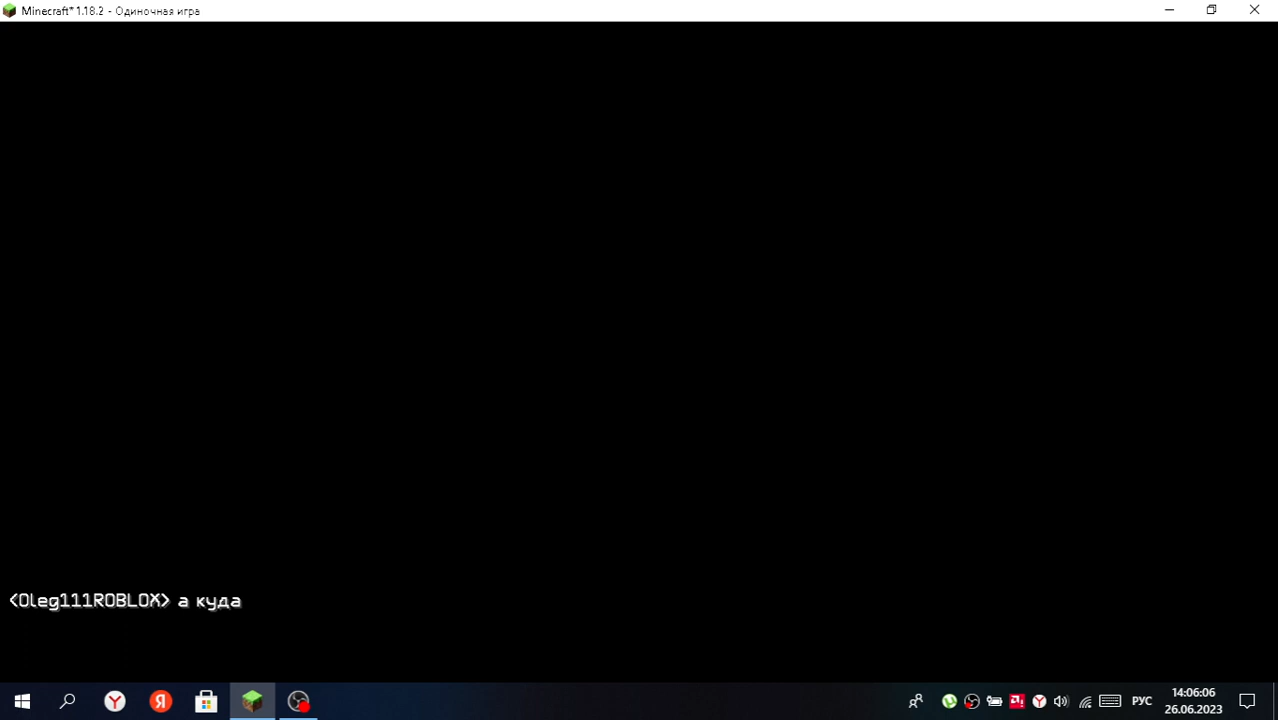 Minecraft* 1.18.2 - Одиночная игра
<Oleg111ROBLOX> а куда
РУС
14:06:06
26.06.2023